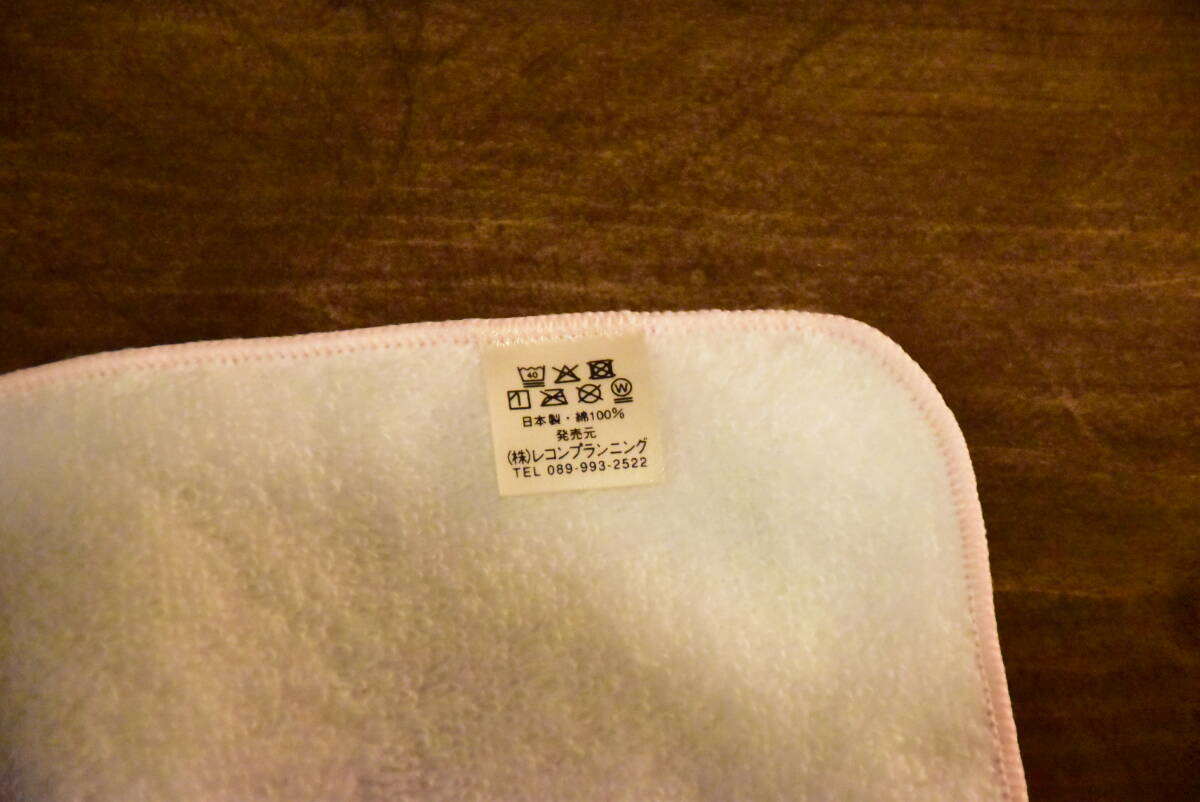 40
W
日本製・綿100%
発売元
(株)レコンプランニング
TEL 089-993-2522